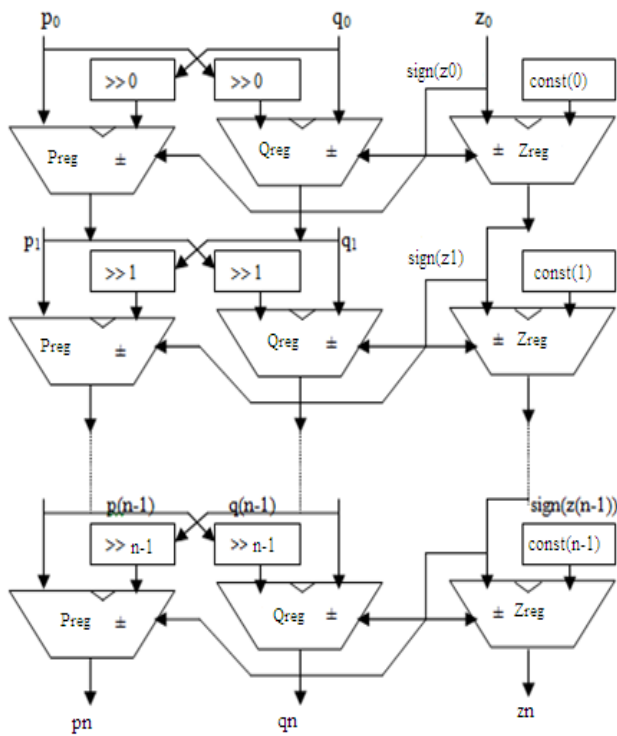 p0 q0 z0
>>0 >>0 sign(z0) const(0)
Preg ± Qreg ± ± Zreg
p1 q1 sign(z1)
>>1 >>1 const(1)
Preg ± Qreg ± ± Zreg
p(n-1) q(n-1) sign(z(n-1))
>> n-1 >> n-1 const(n-1)
Preg ± Qreg ± ± Zreg
pn qn zn